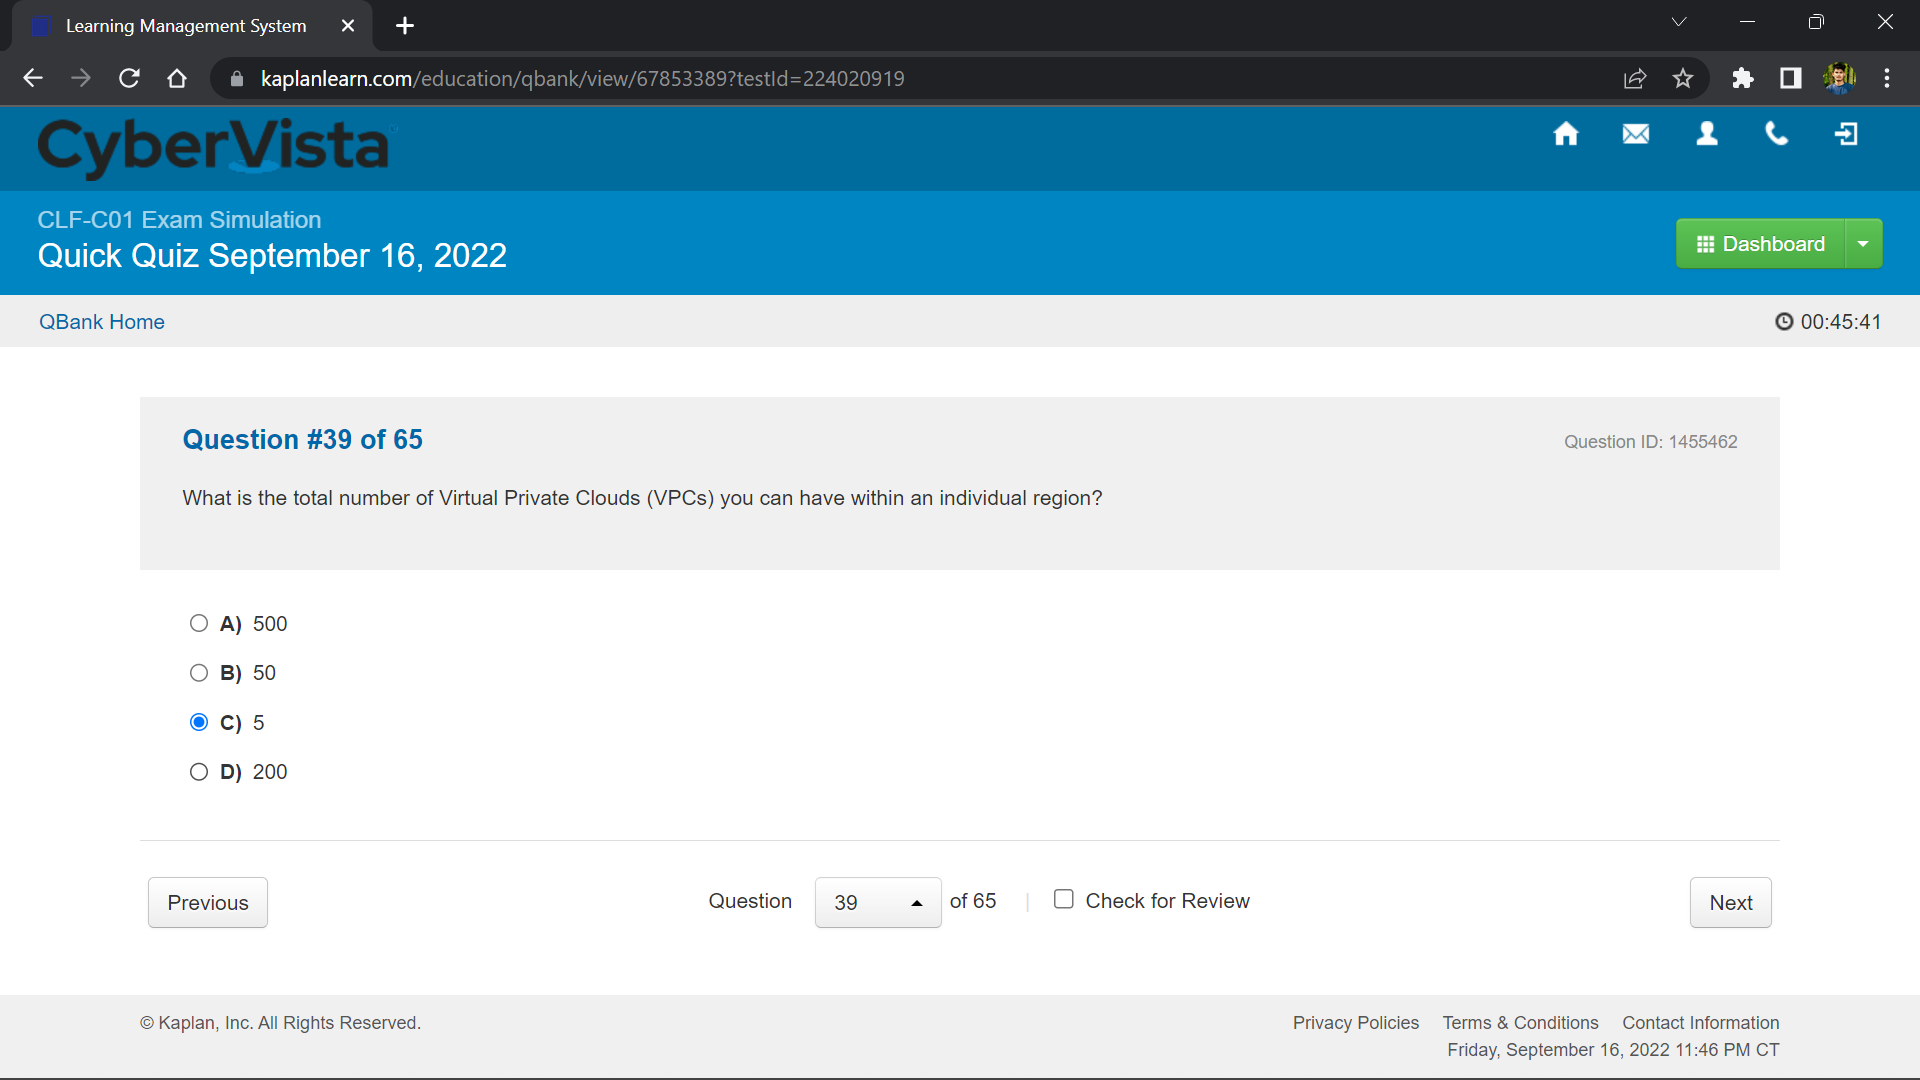 Learning Management System
kaplanlearn.com/education/qbank/view/67853389?testId=224020919
CyberVista
CLF-C01 Exam Simulation
Quick Quiz September 16, 2022
Dashboard
QBank Home
00:45:41
Question #39 of 65
Question ID: 1455462
What is the total number of Virtual Private Clouds (VPCs) you can have within an individual region?
A) 500
B) 50
C) 5
D) 200
Previous
Question 39 of 65 | Check for Review
Next
© Kaplan, Inc. All Rights Reserved.
Privacy Policies Terms & Conditions Contact Information
Friday, September 16, 2022 11:46 PM CT